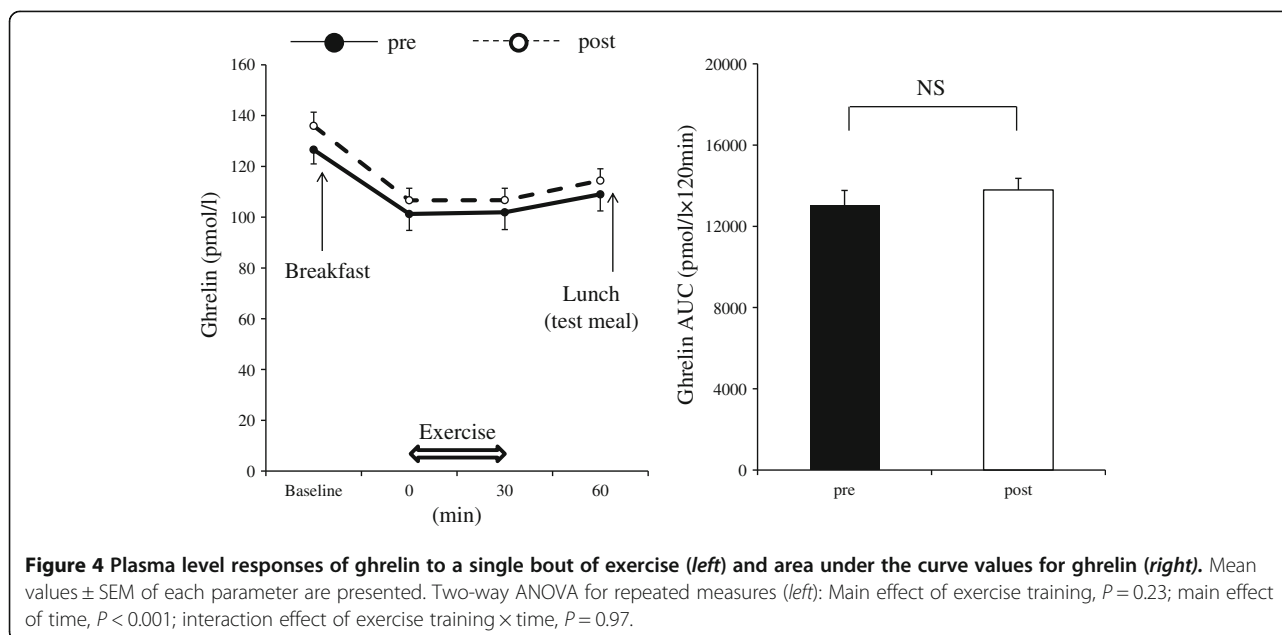 pre
post
160
140
120
100
80
60
40
20
0
Ghrelin (pmol/l)
Breakfast
Lunch
(test meal)
Exercise
Baseline 0 30 60
(min)
20000
16000
12000
8000
4000
0
Ghrelin AUC (pmol/l×120min)
NS
pre post
Figure 4 Plasma level responses of ghrelin to a single bout of exercise (left) and area under the curve values for ghrelin (right). Mean
values ± SEM of each parameter are presented. Two-way ANOVA for repeated measures (left): Main effect of exercise training, P = 0.23; main effect
of time, P < 0.001; interaction effect of exercise training × time, P = 0.97.